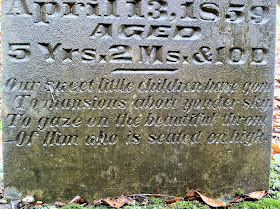 April 13, 1859
AGED
5 Yrs. 2 Ms. & 10 D
Our sweet little children have gon
To mansions above yonder sky
To gaze on the beautiful throne
Of Him who is seated on high.